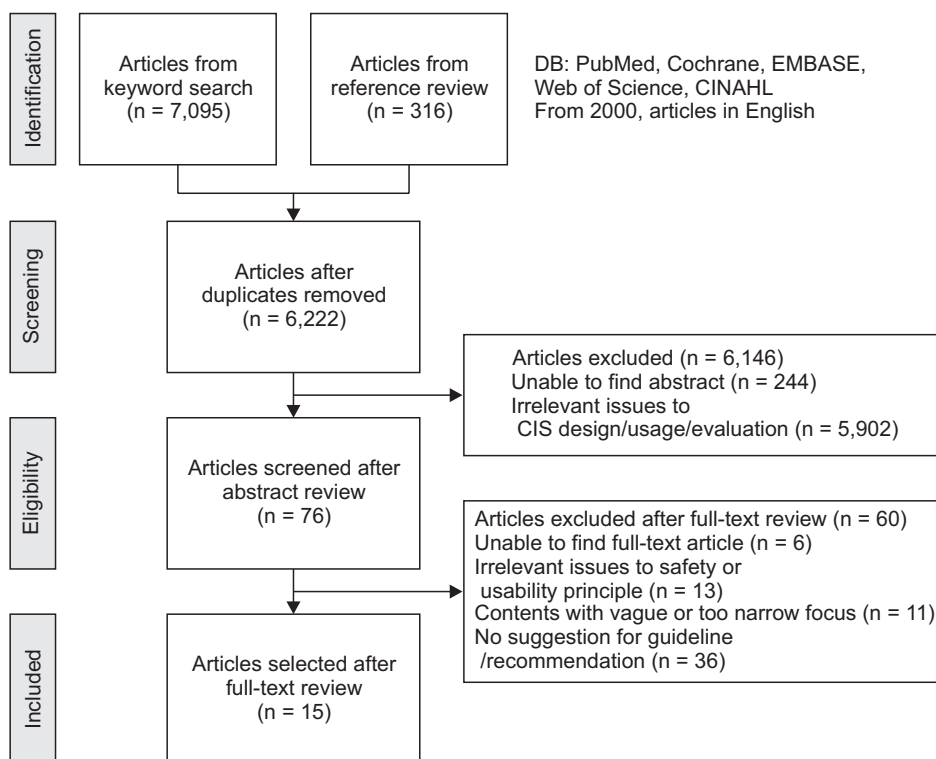 Identification
Articles from
keyword search
(n = 7,095)
Articles from
reference review
(n = 316)
DB: PubMed, Cochrane, EMBASE,
Web of Science, CINAHL
From 2000, articles in English
Screening
Articles after
duplicates removed
(n = 6,222)
Articles excluded (n = 6,146)
Unable to find abstract (n = 244)
Irrelevant issues to
CIS design/usage/evaluation (n = 5,902)
Eligibility
Articles screened after
abstract review
(n = 76)
Articles excluded after full-text review (n = 60)
Unable to find full-text article (n = 6)
Irrelevant issues to safety or
usability principle (n = 13)
Contents with vague or too narrow focus (n = 11)
No suggestion for guideline
/recommendation (n = 36)
Included
Articles selected after
full-text review
(n = 15)